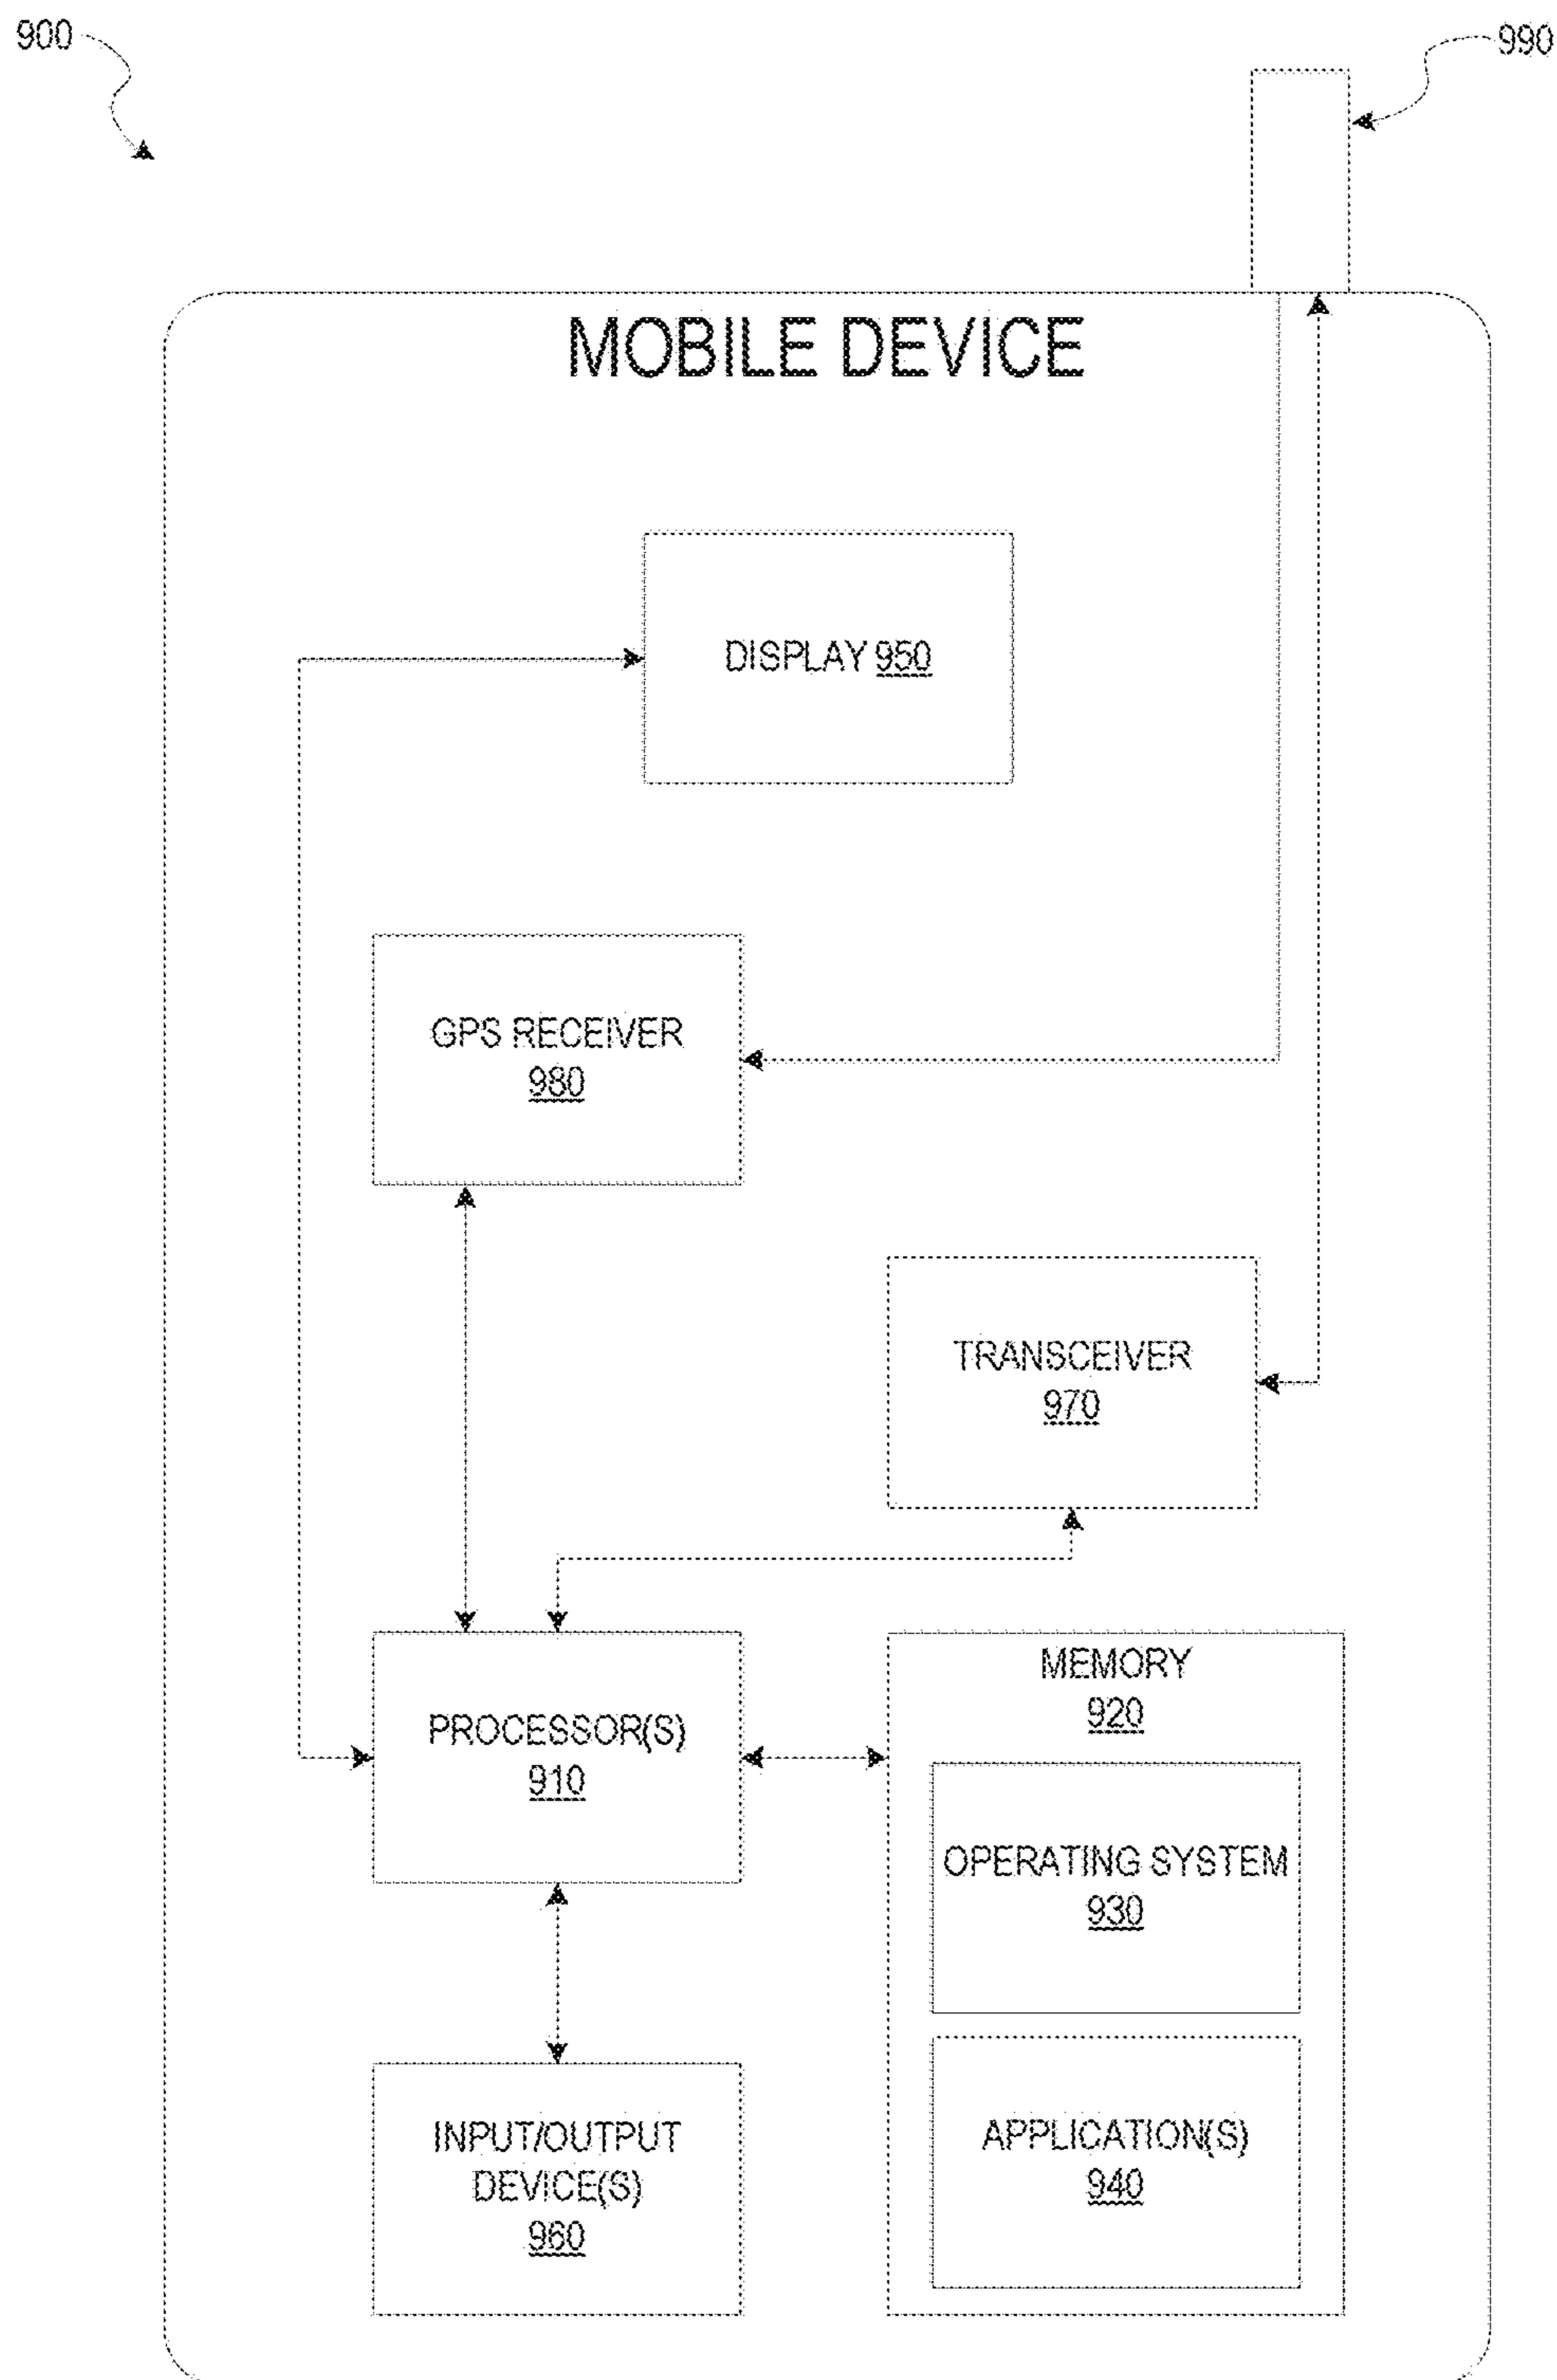 900
990
MOBILE DEVICE
DISPLAY 950
GPS RECEIVER
980
TRANSCEIVER
970
PROCESSOR(S)
910
MEMORY
920
OPERATING SYSTEM
930
INPUT/OUTPUT
DEVICE(S)
960
APPLICATION(S)
940